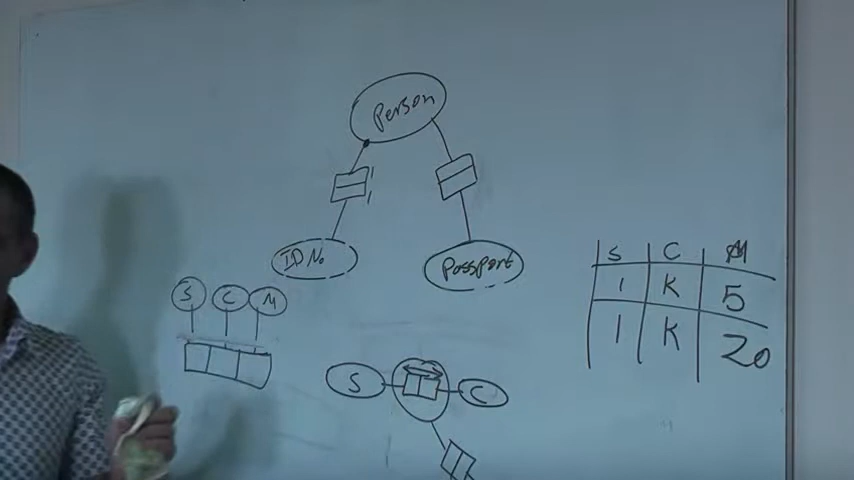 Person
ID No
Passport
S C M
S C
S C M
1 K 5
1 K 20